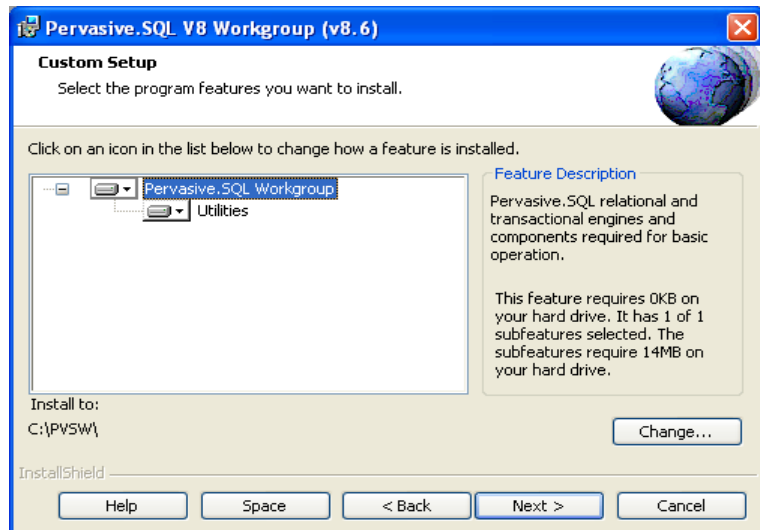 Pervasive.SQL V8 Workgroup (v8.6)
Custom Setup
Select the program features you want to install.
Click on an icon in the list below to change how a feature is installed.
Pervasive.SQL Workgroup
Utilities
Feature Description
Pervasive.SQL relational and
transactional engines and
components required for basic
operation.
This feature requires 0KB on
your hard drive. It has 1 of 1
subfeatures selected. The
subfeatures require 14MB on
your hard drive.
Install to:
C:\PVSW\
Change...
InstallShield
Help Space < Back Next > Cancel